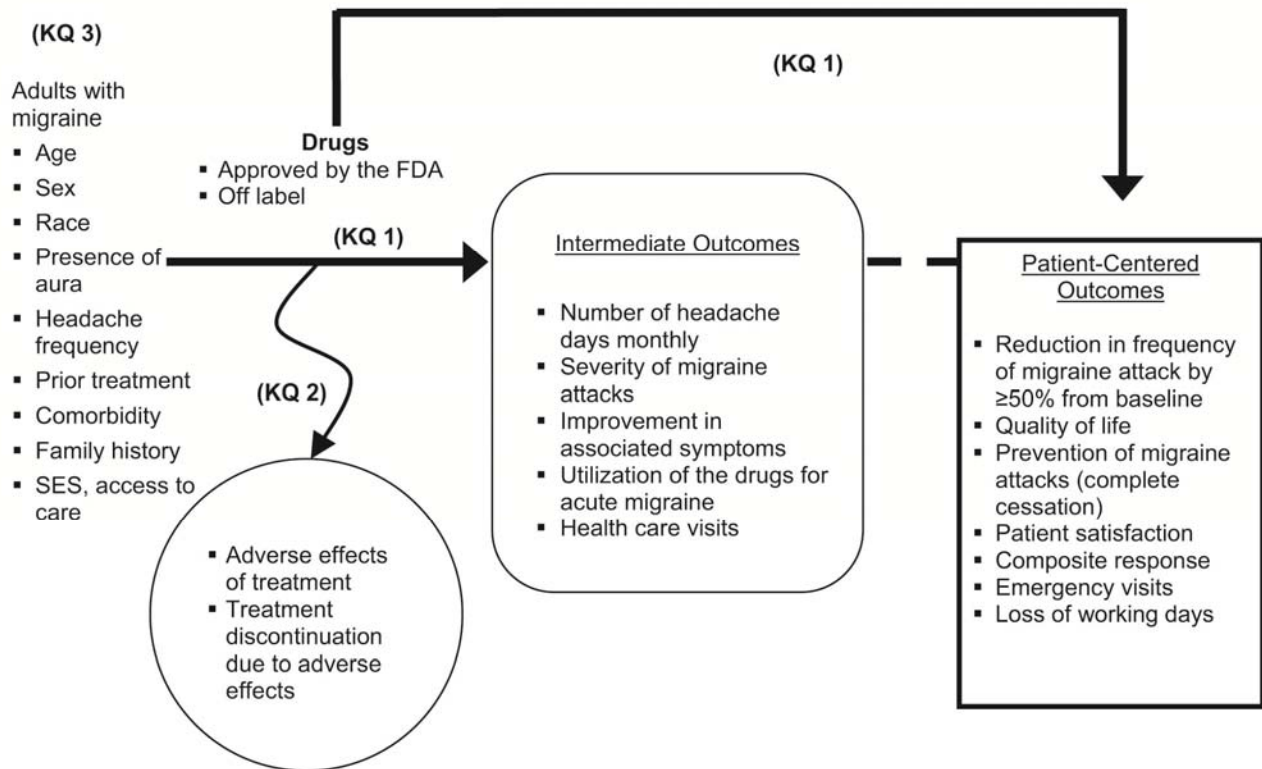 (KQ 3)
Adults with
migraine
▪ Age
▪ Sex
▪ Race
▪ Presence of
aura
▪ Headache
frequency
▪ Prior treatment
▪ Comorbidity
▪ Family history
▪ SES, access to
care
(KQ 1)
Drugs
▪ Approved by the FDA
▪ Off label
(KQ 1)
(KQ 2)
▪ Adverse effects
of treatment
▪ Treatment
discontinuation
due to adverse
effects
Intermediate Outcomes
▪ Number of headache
days monthly
▪ Severity of migraine
attacks
▪ Improvement in
associated symptoms
▪ Utilization of the drugs for
acute migraine
▪ Health care visits
Patient-Centered
Outcomes
▪ Reduction in frequency
of migraine attack by
≥50% from baseline
▪ Quality of life
▪ Prevention of migraine
attacks (complete
cessation)
▪ Patient satisfaction
▪ Composite response
▪ Emergency visits
▪ Loss of working days